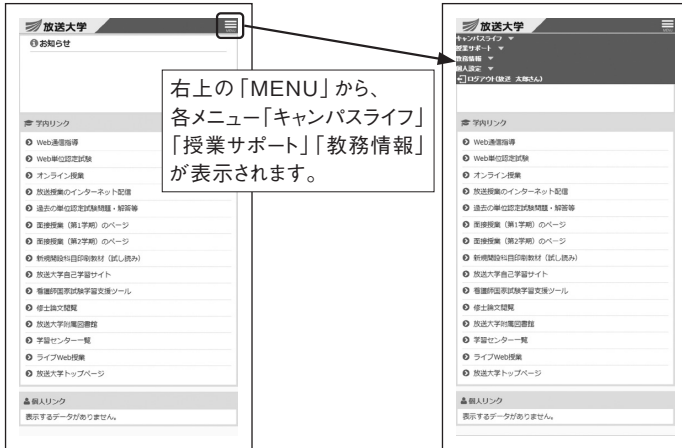 放送大学
MENU
お知らせ
学内リンク
Web通信指導
Web単位認定試験
オンライン授業
放送授業のインターネット配信
過去の単位認定試験問題・解答等
面接授業（第1学期）のページ
面接授業（第2学期）のページ
新規開設科目印刷教材（試し読み）
放送大学自己学習サイト
看護師国家試験学習支援ツール
修士論文閲覧
放送大学附属図書館
学習センター一覧
ライブWeb授業
放送大学トップページ
個人リンク
表示するデータがありません。
右上の「MENU」から、
各メニュー「キャンパスライフ」
「授業サポート」「教務情報」
が表示されます。
放送大学
MENU
キャンパスライフ ▼
授業サポート ▼
教務情報 ▼
個人設定 ▼
ログアウト(放送 太郎さん)
学内リンク
Web通信指導
Web単位認定試験
オンライン授業
放送授業のインターネット配信
過去の単位認定試験問題・解答等
面接授業（第1学期）のページ
面接授業（第2学期）のページ
新規開設科目印刷教材（試し読み）
放送大学自己学習サイト
看護師国家試験学習支援ツール
修士論文閲覧
放送大学附属図書館
学習センター一覧
ライブWeb授業
放送大学トップページ
個人リンク
表示するデータがありません。